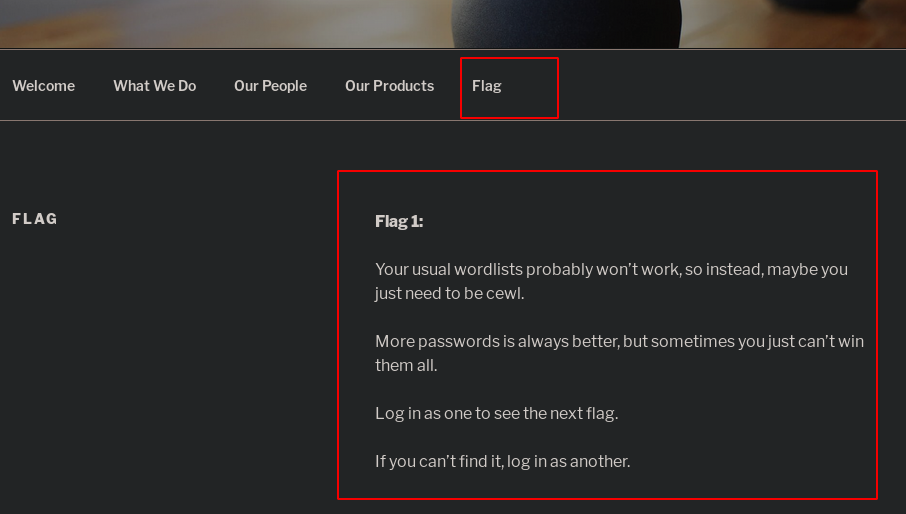 Welcome What We Do Our People Our Products Flag
FLAG
Flag 1:
Your usual wordlists probably won’t work, so instead, maybe you
just need to be cewl.
More passwords is always better, but sometimes you just can’t win
them all.
Log in as one to see the next flag.
If you can’t find it, log in as another.